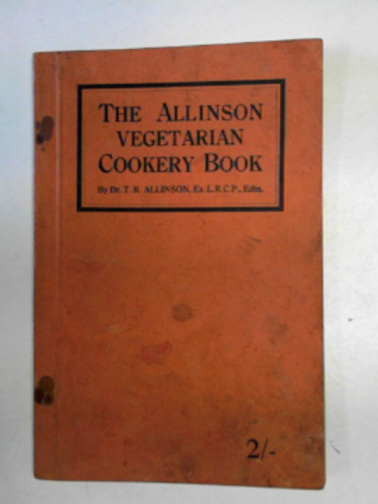 THE ALLINSON
VEGETARIAN
COOKERY BOOK
By Dr. T. R. ALLINSON, Ex. L.R.C.P., Edin.
2/-